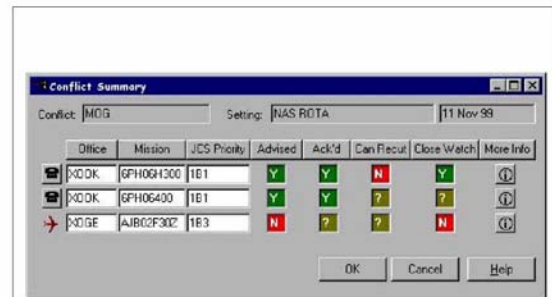 Conflict Summary
Conflict: MOG Setting: NAS ROTA 11 Nov 99
Office Mission JCS Priority Advised Ack'd Can Recut Close Watch More Info
XOOK 6PH06H300 1B1 Y Y N Y i
XOOK 6PH06400 1B1 Y Y ? ? i
XOGE AJB02F30Z 1B3 N ? ? N i
OK Cancel Help